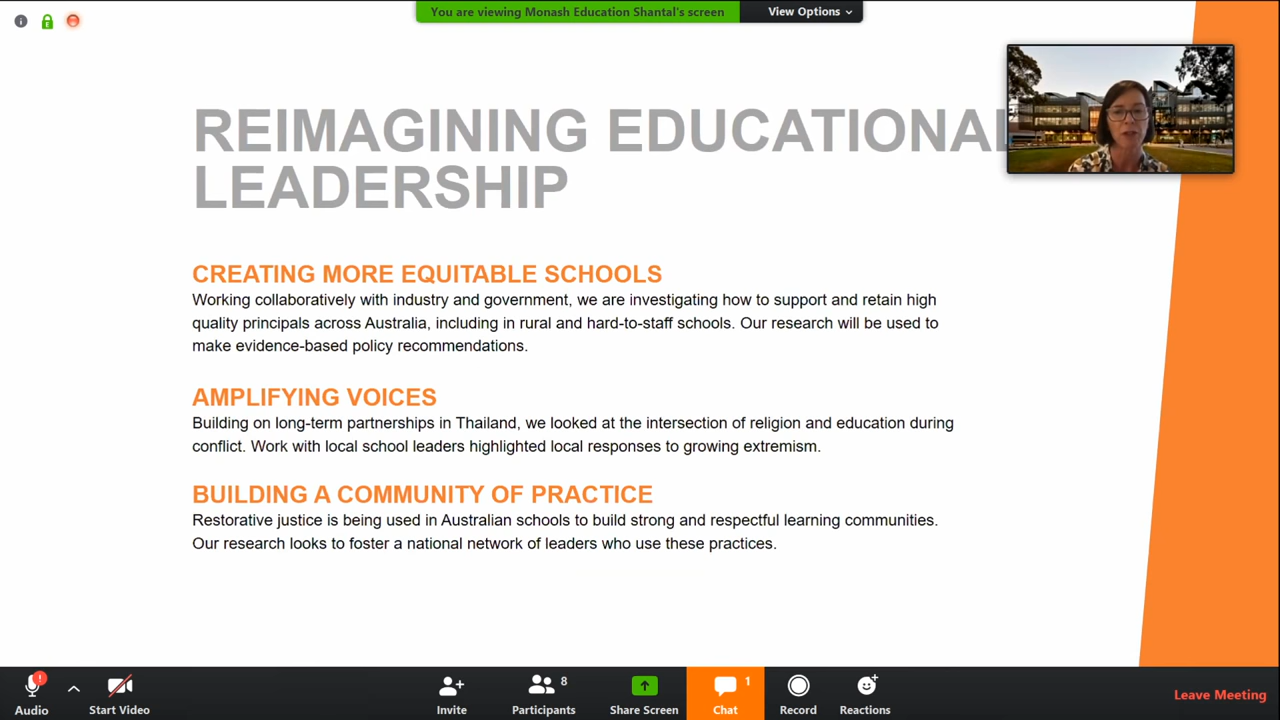 You are viewing Monash Education Shantal's screen
View Options
REIMAGINING EDUCATIONAL
LEADERSHIP
CREATING MORE EQUITABLE SCHOOLS
Working collaboratively with industry and government, we are investigating how to support and retain high
quality principals across Australia, including in rural and hard-to-staff schools. Our research will be used to
make evidence-based policy recommendations.
AMPLIFYING VOICES
Building on long-term partnerships in Thailand, we looked at the intersection of religion and education during
conflict. Work with local school leaders highlighted local responses to growing extremism.
BUILDING A COMMUNITY OF PRACTICE
Restorative justice is being used in Australian schools to build strong and respectful learning communities.
Our research looks to foster a national network of leaders who use these practices.
Audio
Start Video
Invite
Participants 8
Share Screen
Chat 1
Record
Reactions
Leave Meeting